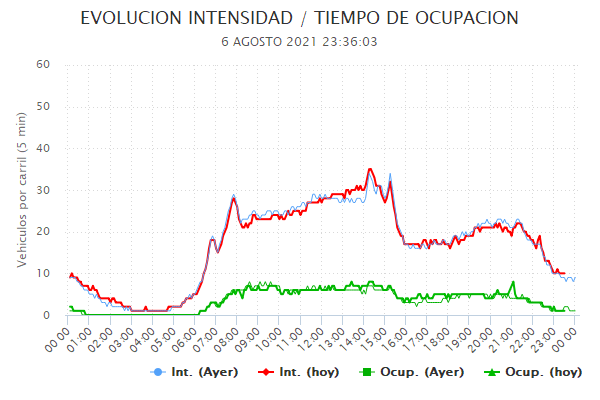 EVOLUCION INTENSIDAD / TIEMPO DE OCUPACION
6 AGOSTO 2021 23:36:03
Vehiculos por carril (5 min)
60
50
40
30
20
10
0
00:00 01:00 02:00 03:00 04:00 05:00 06:00 07:00 08:00 09:00 10:00 11:00 12:00 13:00 14:00 15:00 16:00 17:00 18:00 19:00 20:00 21:00 22:00 23:00 00:00
Int. (Ayer) Int. (hoy) Ocup. (Ayer) Ocup. (hoy)